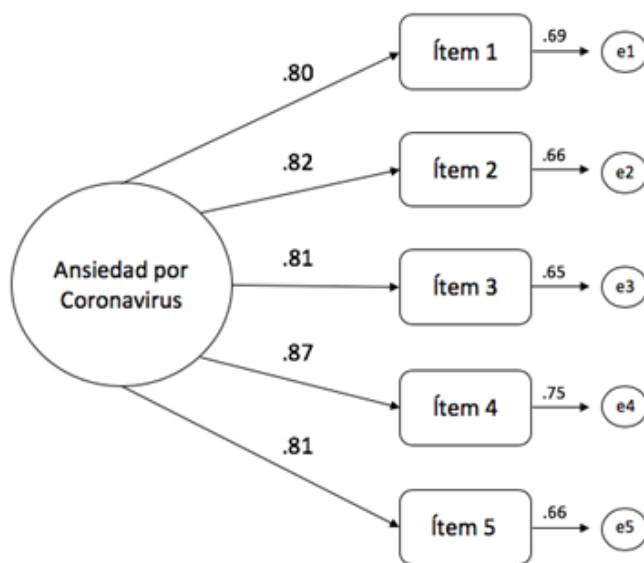 .80
Ítem 1
.69
e1
.82
Ítem 2
.66
e2
Ansiedad por
Coronavirus
.81
Ítem 3
.65
e3
.87
Ítem 4
.75
e4
.81
Ítem 5
.66
e5